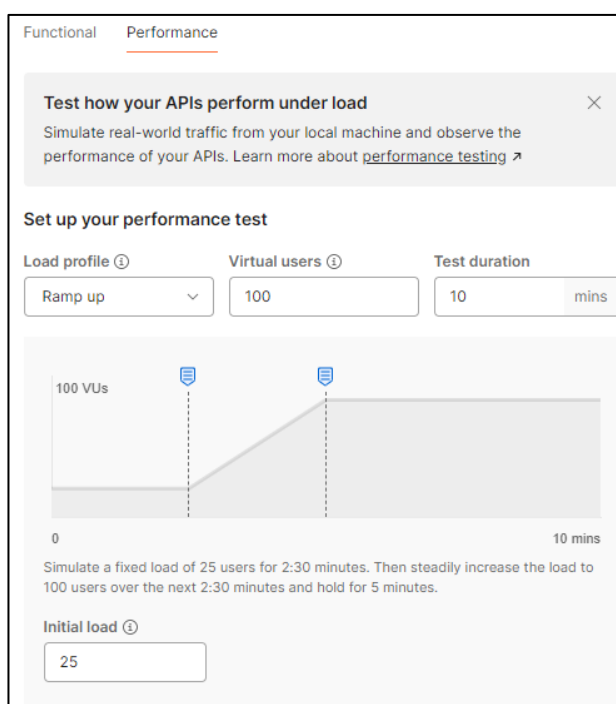 Functional Performance
Test how your APIs perform under load
Simulate real-world traffic from your local machine and observe the
performance of your APIs. Learn more about performance testing ↗
Set up your performance test
Load profile Virtual users Test duration
Ramp up 100 10 mins
100 VUs
0 10 mins
Simulate a fixed load of 25 users for 2:30 minutes. Then steadily increase the load to
100 users over the next 2:30 minutes and hold for 5 minutes.
Initial load
25